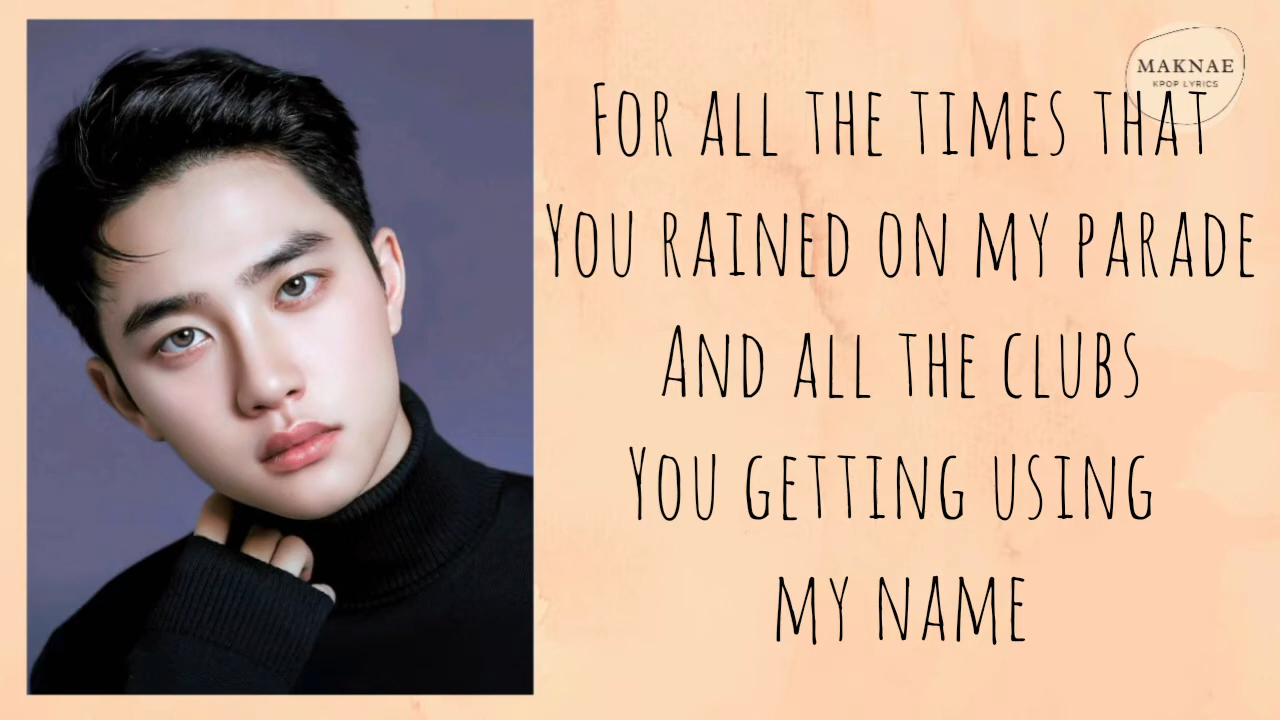 MAKNAE
KPOP LYRICS
FOR ALL THE TIMES THAT
YOU RAINED ON MY PARADE
AND ALL THE CLUBS
YOU GETTING USING
MY NAME